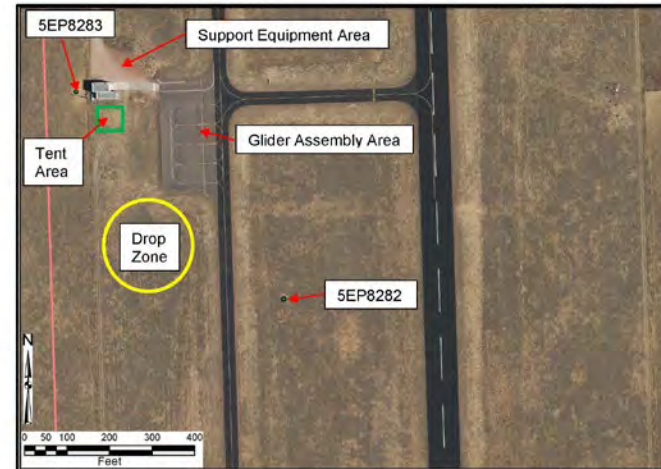 5EP8283
Support Equipment Area
Tent
Area
Glider Assembly Area
Drop
Zone
5EP8282
N
0 50 100 200 300 400
Feet